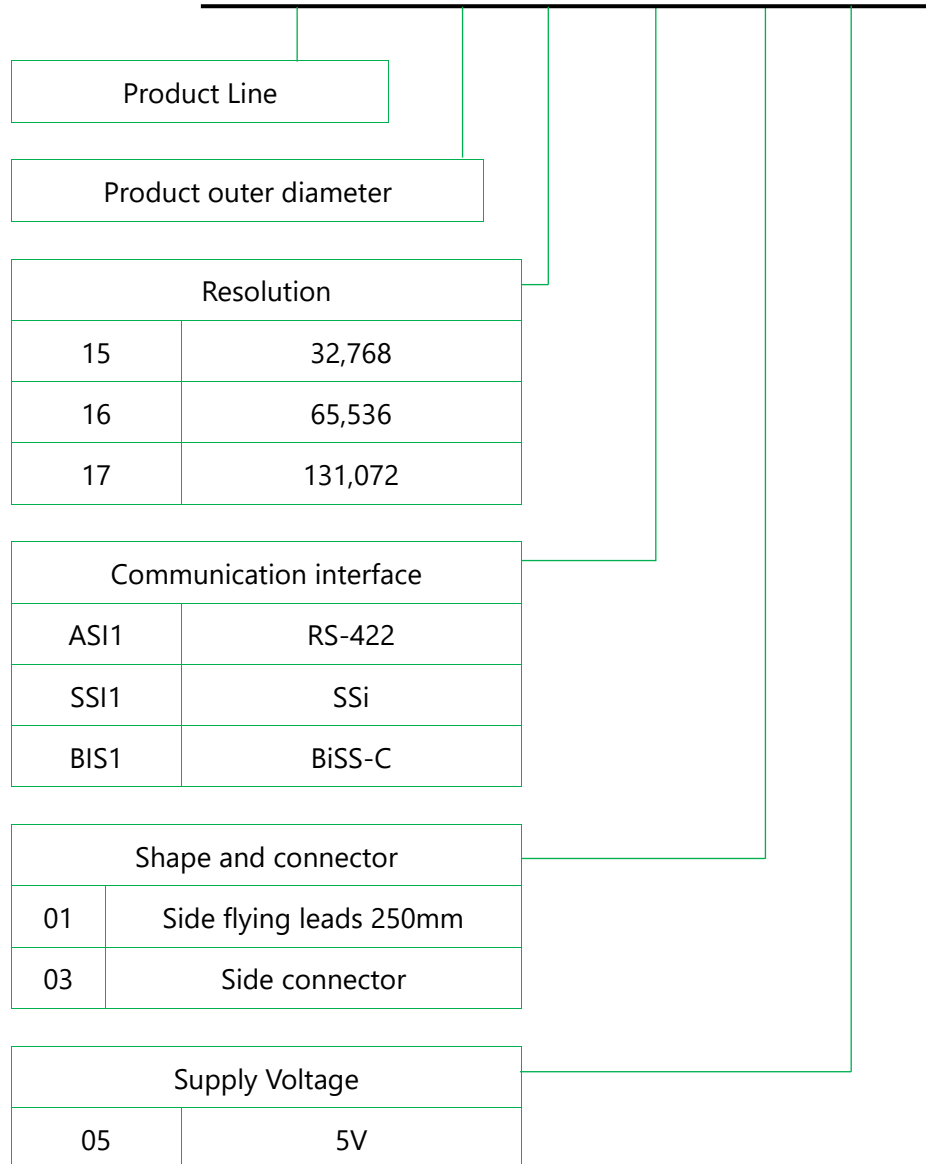 Product Line
Product outer diameter
Resolution
15 32,768
16 65,536
17 131,072
Communication interface
ASI1 RS-422
SSI1 SSi
BIS1 BiSS-C
Shape and connector
01 Side flying leads 250mm
03 Side connector
Supply Voltage
05 5V